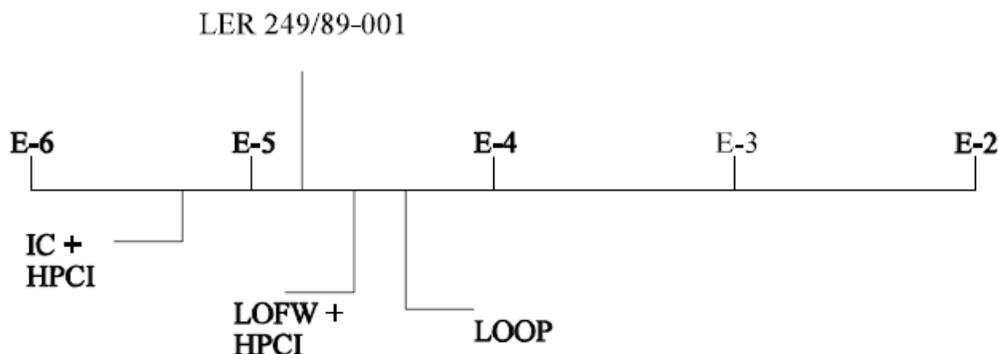 LER 249/89-001
E-6 E-5 E-4 E-3 E-2
IC +
HPCI
LOFW +
HPCI
LOOP